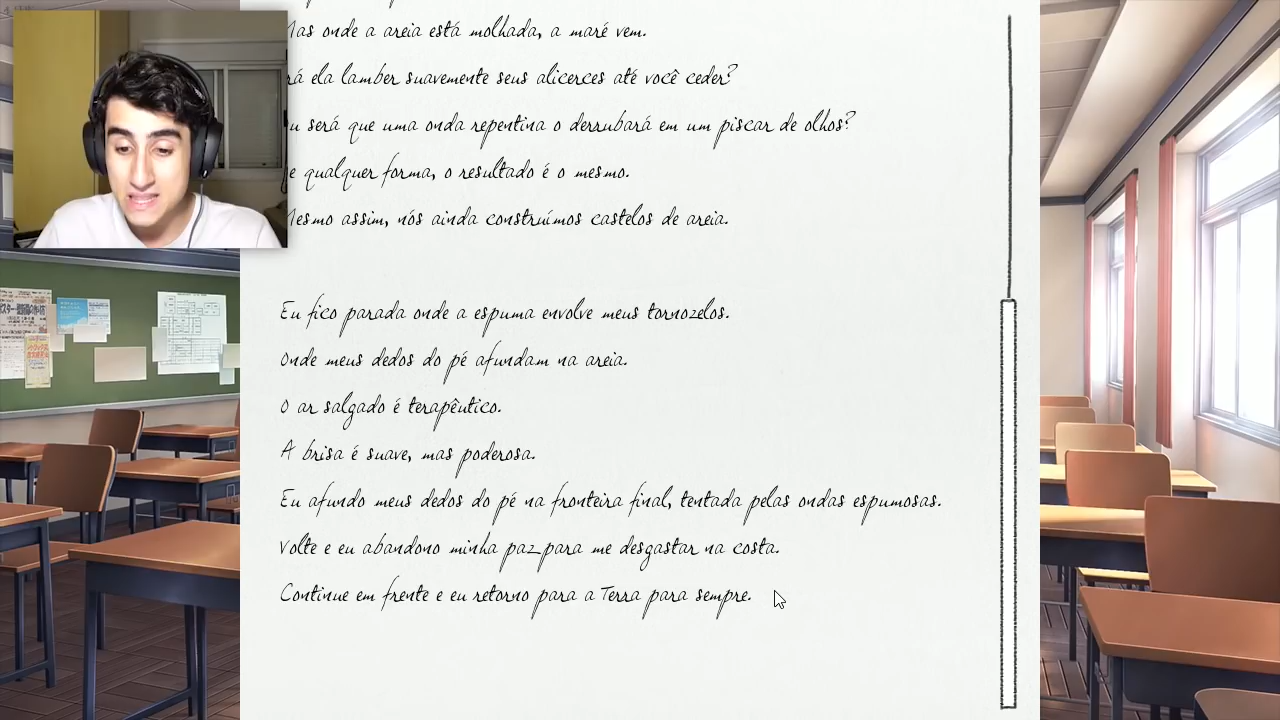 as onde a areia está molhada, a maré vem.
rá ela lamber suavemente seus alicerces até você ceder?
u será que uma onda repentina o derrubará em um piscar de olhos?
e qualquer forma, o resultado é o mesmo.
esmo assim, nós ainda construímos castelos de areia.
Eu fico parada onde a espuma envolve meus tornozelos.
Onde meus dedos do pé afundam na areia.
O ar salgado é terapêutico.
A brisa é suave, mas poderosa.
Eu afundo meus dedos do pé na fronteira final, tentada pelas ondas espumosas.
Volte e eu abandono minha paz para me desgastar na costa.
Continue em frente e eu retorno para a Terra para sempre.